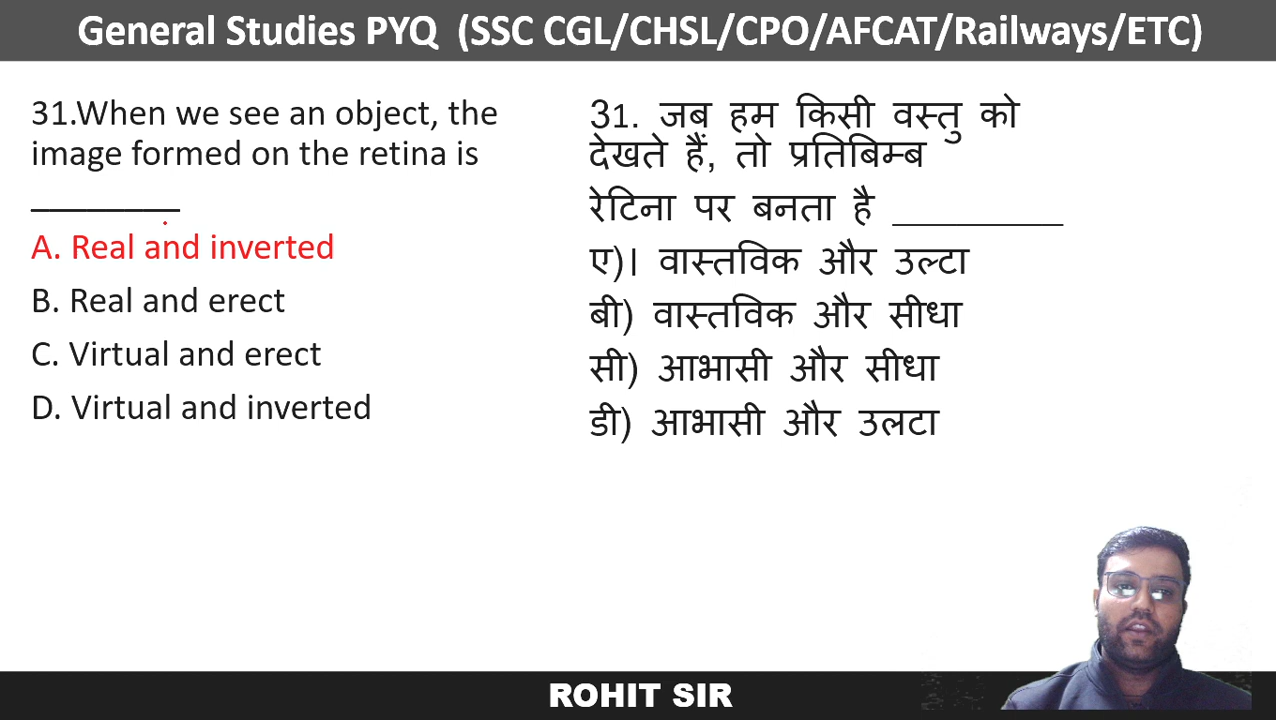 General Studies PYQ (SSC CGL/CHSL/CPO/AFCAT/Railways/ETC)
31.When we see an object, the
image formed on the retina is
________
A. Real and inverted
B. Real and erect
C. Virtual and erect
D. Virtual and inverted
31. जब हम किसी वस्तु को
देखते हैं, तो प्रतिबिम्ब
रेटिना पर बनता है _________
ए)। वास्तविक और उल्टा
बी) वास्तविक और सीधा
सी) आभासी और सीधा
डी) आभासी और उलटा
ROHIT SIR